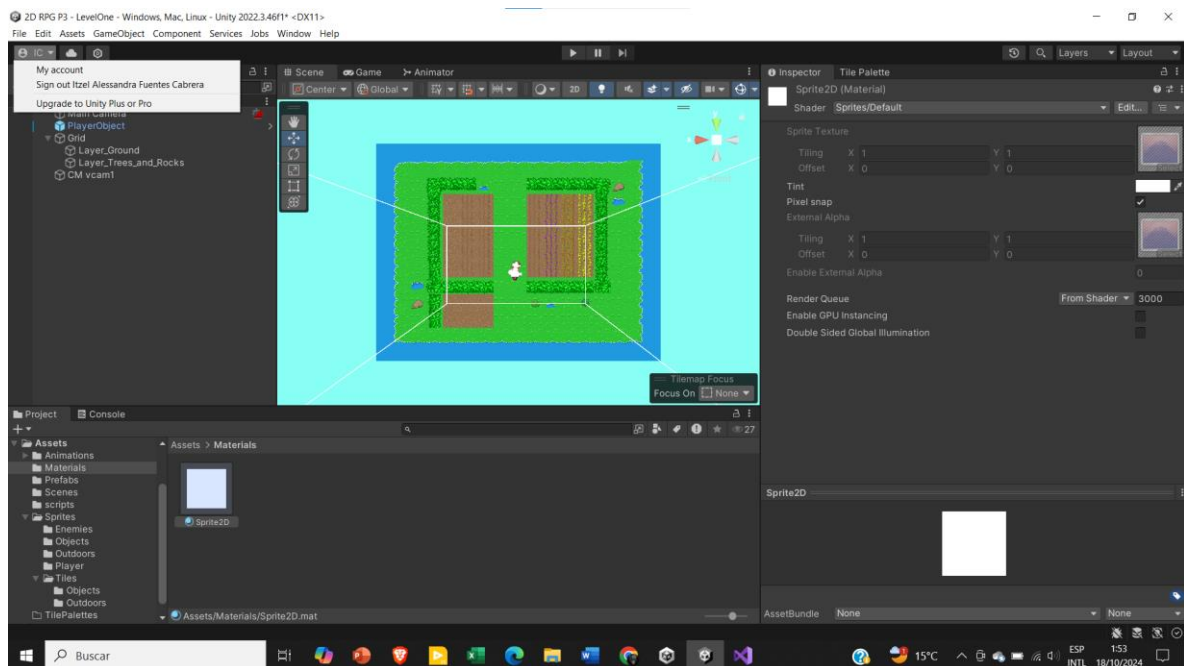 2D RPG P3 - LevelOne - Windows, Mac, Linux - Unity 2022.3.46f1* <DX11>
File Edit Assets GameObject Component Services Jobs Window Help
IC
Layers
Layout
My account
Sign out Itzel Alessandra Fuentes Cabrera
Upgrade to Unity Plus or Pro
Main Camera
PlayerObject
Grid
Layer_Ground
Layer_Trees_and_Rocks
CM vcam1
Scene Game Animator
Center Global 2D
Tilemap Focus
Focus On None
Inspector Tile Palette
Sprite2D (Material)
Shader Sprites/Default Edit...
Sprite Texture
Tiling X 1 Y 1
Offset X 0 Y 0
Select
Tint
Pixel snap
External Alpha
Tiling X 1 Y 1
Offset X 0 Y 0
Select
Enable External Alpha 0
Render Queue From Shader 3000
Enable GPU Instancing
Double Sided Global Illumination
Project Console
27
Assets
Animations
Materials
Prefabs
Scenes
scripts
Sprites
Enemies
Objects
Outdoors
Player
Tiles
Objects
Outdoors
TilePalettes
Assets > Materials
Sprite2D
Assets/Materials/Sprite2D.mat
Sprite2D
AssetBundle None None
Buscar
15°C
ESP
INTL
1:53
18/10/2024